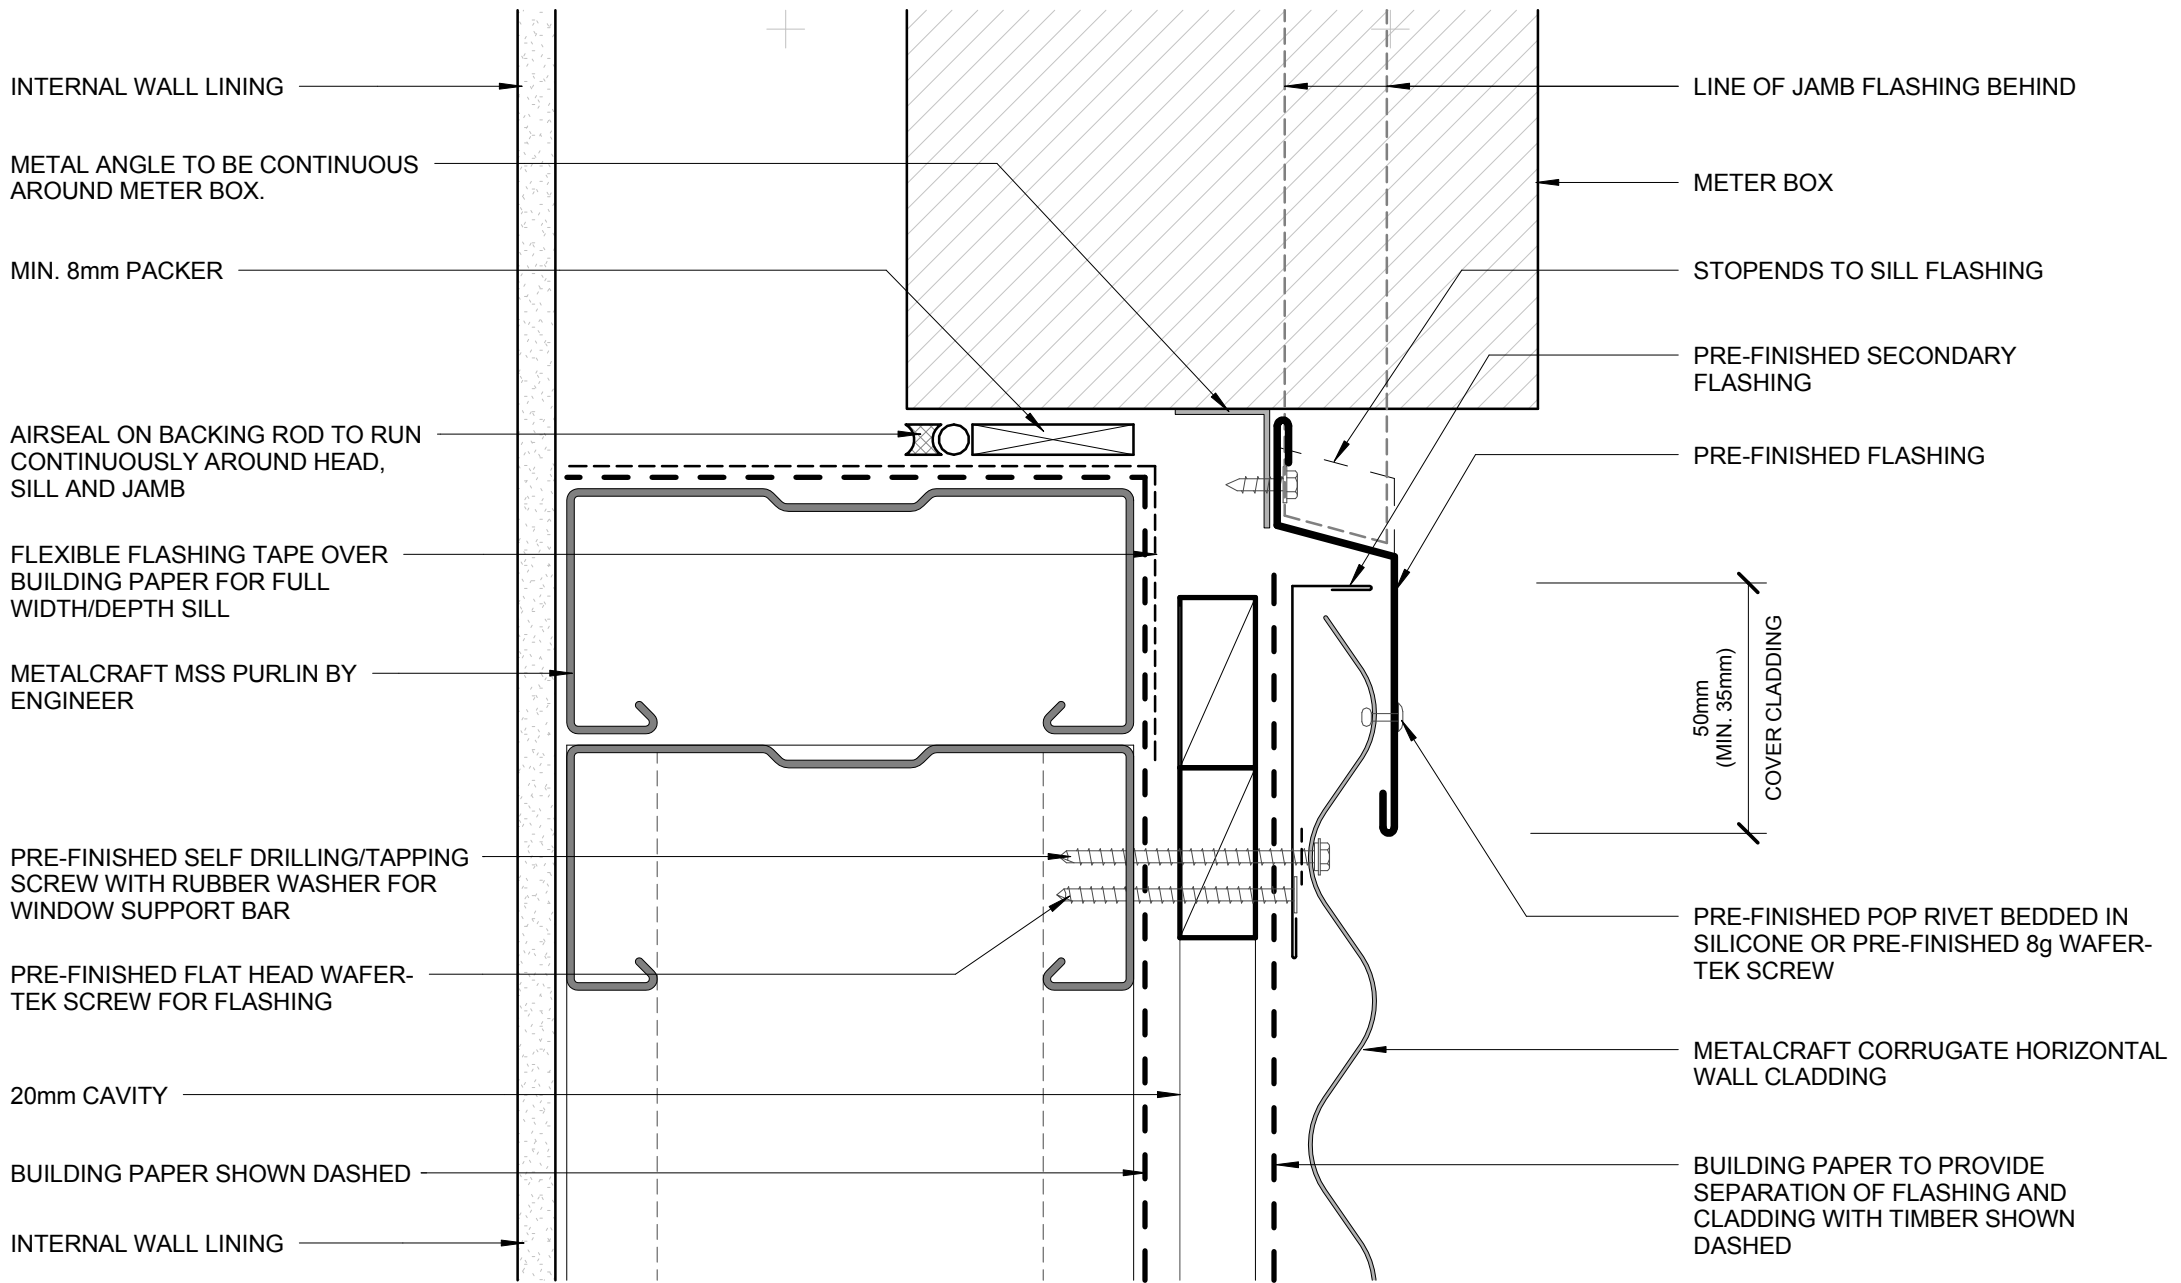 INTERNAL WALL LINING
METAL ANGLE TO BE CONTINUOUS
AROUND METER BOX.
MIN. 8mm PACKER
AIRSEAL ON BACKING ROD TO RUN
CONTINUOUSLY AROUND HEAD,
SILL AND JAMB
FLEXIBLE FLASHING TAPE OVER
BUILDING PAPER FOR FULL
WIDTH/DEPTH SILL
METALCRAFT MSS PURLIN BY
ENGINEER
PRE-FINISHED SELF DRILLING/TAPPING
SCREW WITH RUBBER WASHER FOR
WINDOW SUPPORT BAR
PRE-FINISHED FLAT HEAD WAFER-
TEK SCREW FOR FLASHING
20mm CAVITY
BUILDING PAPER SHOWN DASHED
INTERNAL WALL LINING
LINE OF JAMB FLASHING BEHIND
METER BOX
STOPENDS TO SILL FLASHING
PRE-FINISHED SECONDARY
FLASHING
PRE-FINISHED FLASHING
50mm
(MIN. 35mm)
COVER CLADDING
PRE-FINISHED POP RIVET BEDDED IN
SILICONE OR PRE-FINISHED 8g WAFER-
TEK SCREW
METALCRAFT CORRUGATE HORIZONTAL
WALL CLADDING
BUILDING PAPER TO PROVIDE
SEPARATION OF FLASHING AND
CLADDING WITH TIMBER SHOWN
DASHED